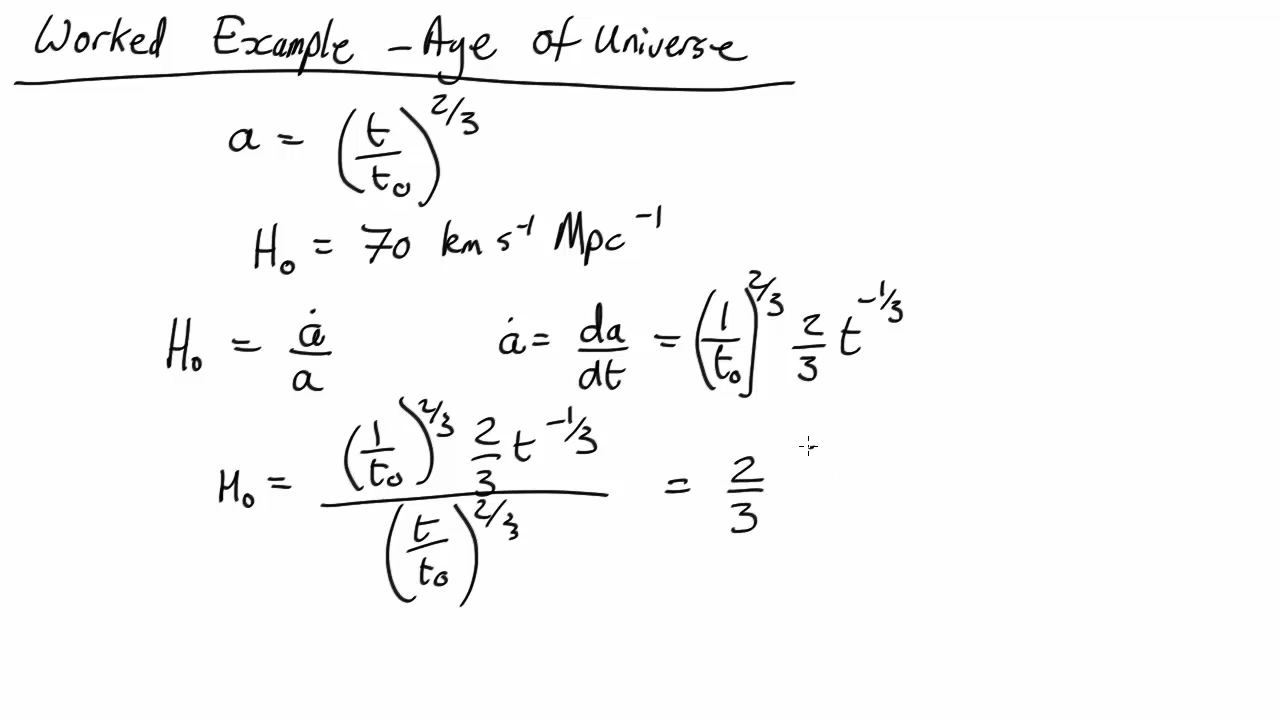 Worked Example - Age of Universe
a = (t/t₀)^2/3
H₀ = 70 km s⁻¹ Mpc⁻¹
H₀ = ȧ/a    ȧ = da/dt = (1/t₀)^2/3 2/3 t^-1/3
H₀ = (1/t₀)^2/3 2/3 t^-1/3 / (t/t₀)^2/3 = 2/3